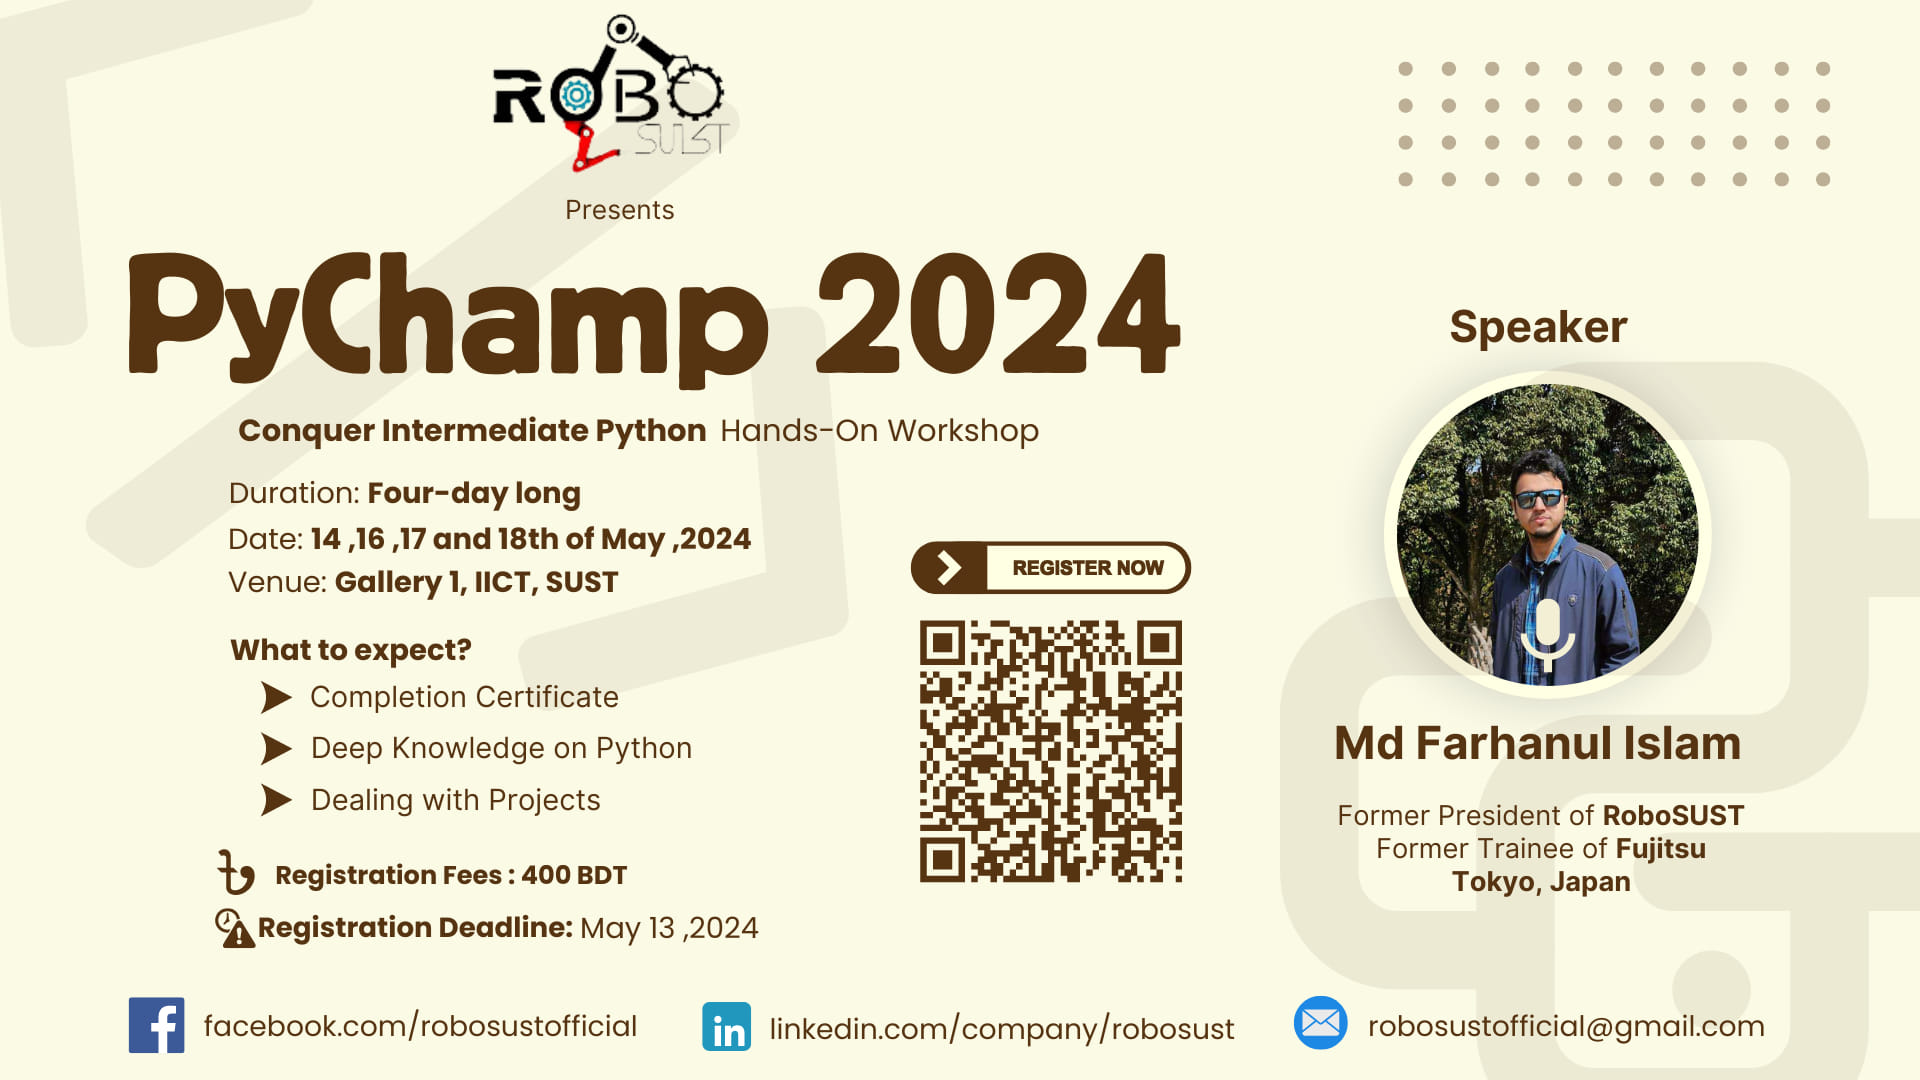 ROBO
SUST
Presents
PyChamp 2024
Conquer Intermediate Python Hands-On Workshop
Duration: Four-day long
Date: 14 ,16 ,17 and 18th of May ,2024
Venue: Gallery 1, IICT, SUST
What to expect?
Completion Certificate
Deep Knowledge on Python
Dealing with Projects
৳ Registration Fees : 400 BDT
Registration Deadline: May 13 ,2024
REGISTER NOW
Speaker
Md Farhanul Islam
Former President of RoboSUST
Former Trainee of Fujitsu
Tokyo, Japan
facebook.com/robosustofficial
linkedin.com/company/robosust
robosustofficial@gmail.com